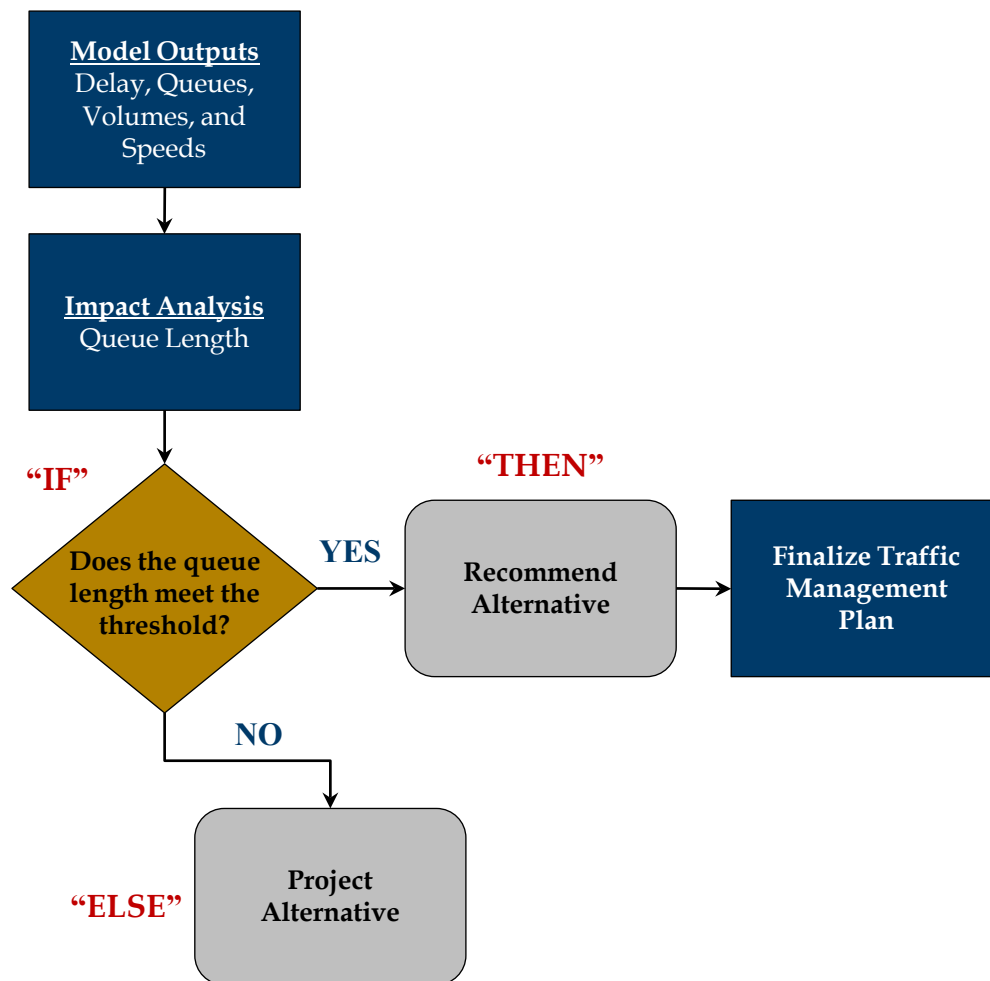 Model Outputs
Delay, Queues,
Volumes, and
Speeds
Impact Analysis
Queue Length
“IF”
Does the queue
length meet the
threshold?
YES
“THEN”
Recommend
Alternative
Finalize Traffic
Management
Plan
NO
“ELSE”
Project
Alternative